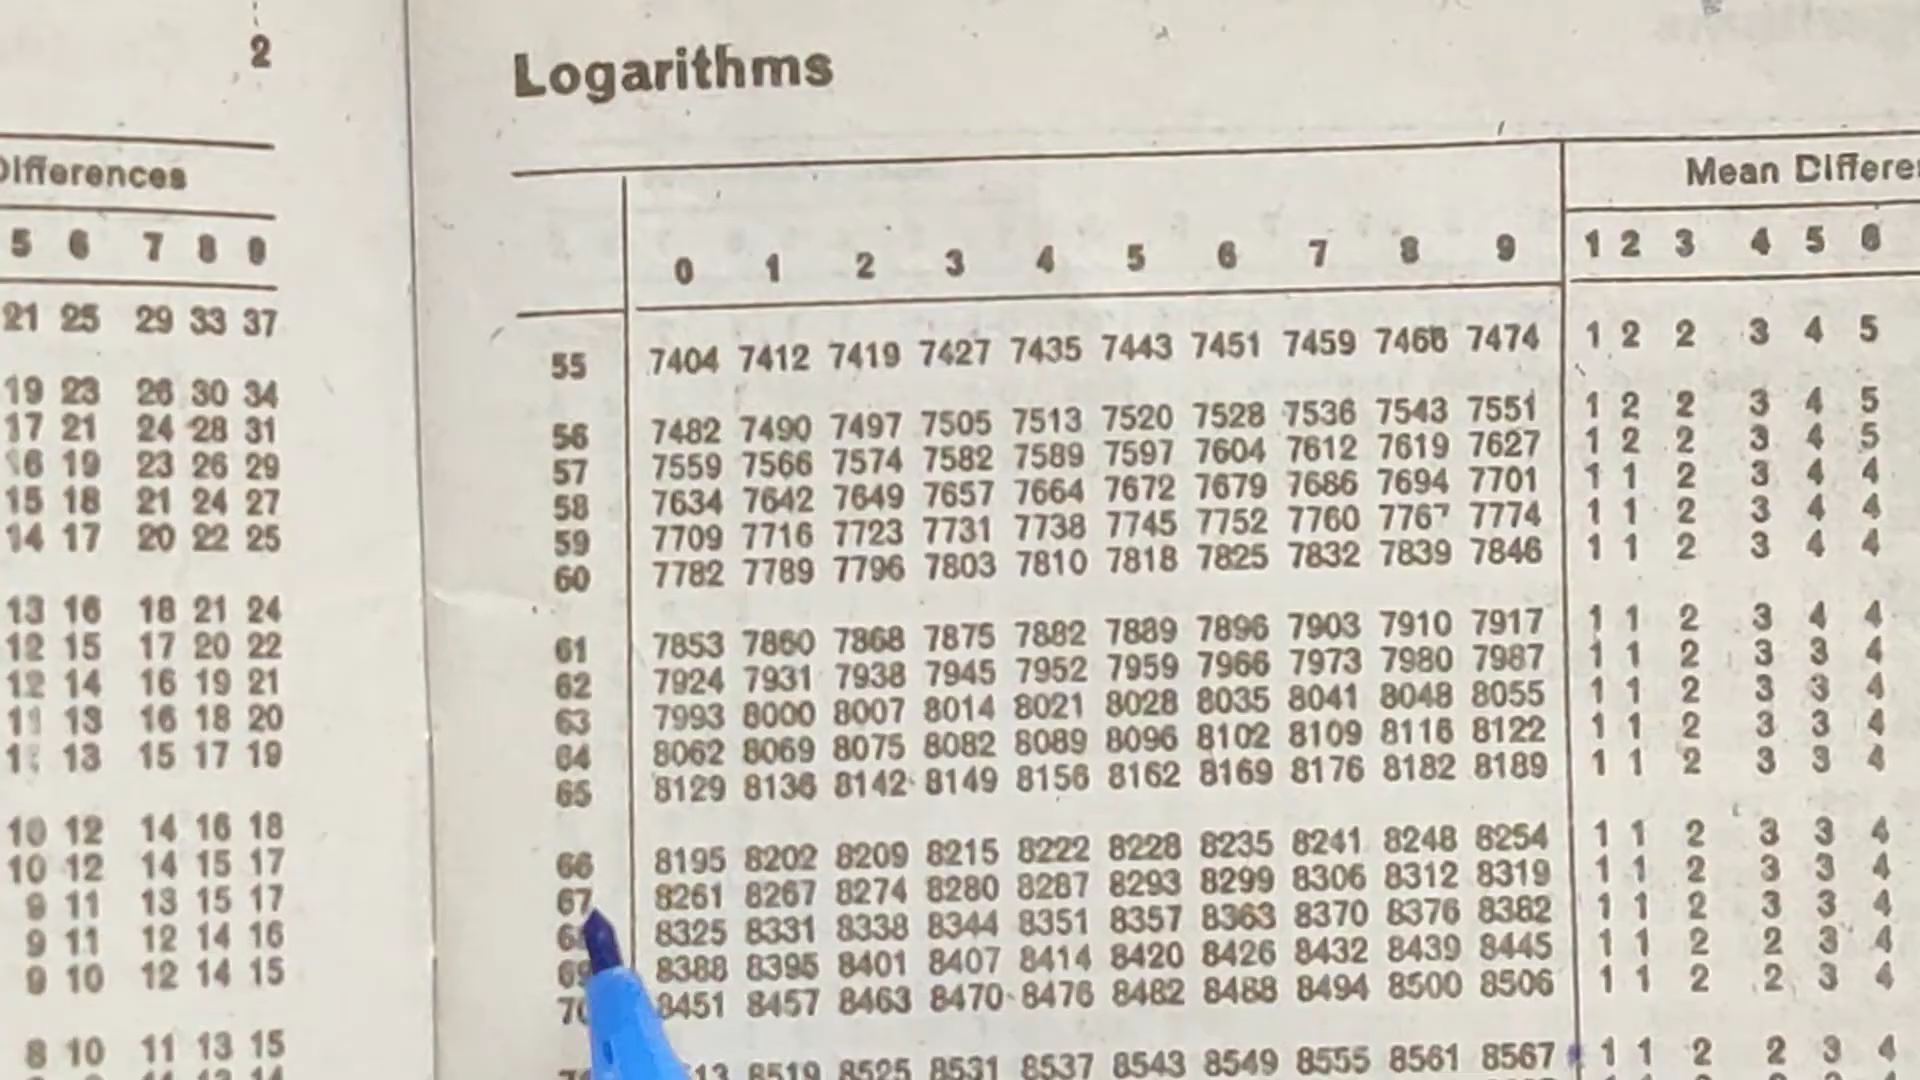 2
Differences
5 6 7 8 9
21 25 29 33 37
19 23 26 30 34
17 21 24 28 31
16 19 23 26 29
15 18 21 24 27
14 17 20 22 25
13 16 18 21 24
12 15 17 20 22
12 14 16 19 21
11 13 16 18 20
13 15 17 19
10 12 14 16 18
10 12 14 15 17
9 11 13 15 17
9 11 12 14 16
9 10 12 14 15
8 10 11 13 15
Logarithms
Mean Differe
0 1 2 3 4 5 6 7 8 9 1 2 3 4 5 6
55 7404 7412 7419 7427 7435 7443 7451 7459 7466 7474 1 2 2 3 4 5
56 7482 7490 7497 7505 7513 7520 7528 7536 7543 7551 1 2 2 3 4 5
57 7559 7566 7574 7582 7589 7597 7604 7612 7619 7627 1 2 2 3 4 5
58 7634 7642 7649 7657 7664 7672 7679 7686 7694 7701 1 1 2 3 4 4
59 7709 7716 7723 7731 7738 7745 7752 7760 7767 7774 1 1 2 3 4 4
60 7782 7789 7796 7803 7810 7818 7825 7832 7839 7846 1 1 2 3 4 4
61 7853 7860 7868 7875 7882 7889 7896 7903 7910 7917 1 1 2 3 4 4
62 7924 7931 7938 7945 7952 7959 7966 7973 7980 7987 1 1 2 3 3 4
63 7993 8000 8007 8014 8021 8028 8035 8041 8048 8055 1 1 2 3 3 4
64 8062 8069 8075 8082 8089 8096 8102 8109 8116 8122 1 1 2 3 3 4
65 8129 8136 8142 8149 8156 8162 8169 8176 8182 8189 1 1 2 3 3 4
66 8195 8202 8209 8215 8222 8228 8235 8241 8248 8254 1 1 2 3 3 4
67 8261 8267 8274 8280 8287 8293 8299 8306 8312 8319 1 1 2 3 3 4
8325 8331 8338 8344 8351 8357 8363 8370 8376 8382 1 1 2 3 3 4
69 8388 8395 8401 8407 8414 8420 8426 8432 8439 8445 1 1 2 2 3 4
70 8451 8457 8463 8470 8476 8482 8488 8494 8500 8506 1 1 2 2 3 4
13 8519 8525 8531 8537 8543 8549 8555 8561 8567 1 1 2 2 3 4